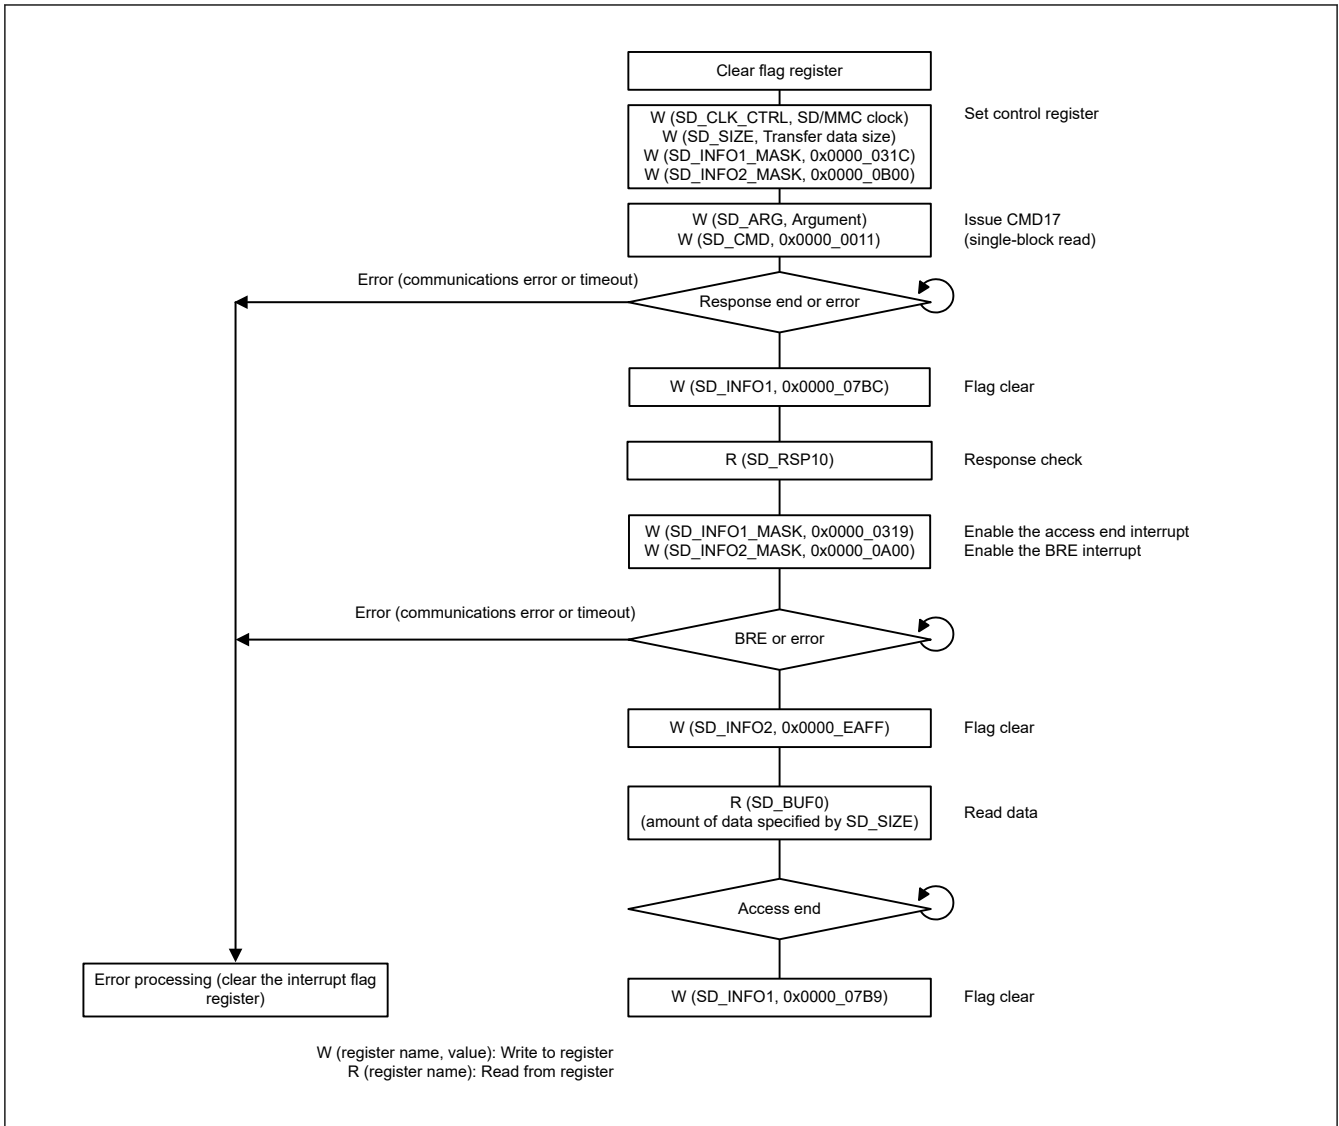 Clear flag register
W (SD_CLK_CTRL, SD/MMC clock)
W (SD_SIZE, Transfer data size)
W (SD_INFO1_MASK, 0x0000_031C)
W (SD_INFO2_MASK, 0x0000_0B00)
Set control register
W (SD_ARG, Argument)
W (SD_CMD, 0x0000_0011)
Issue CMD17
(single-block read)
Error (communications error or timeout)
Response end or error
W (SD_INFO1, 0x0000_07BC)
Flag clear
R (SD_RSP10)
Response check
W (SD_INFO1_MASK, 0x0000_0319)
W (SD_INFO2_MASK, 0x0000_0A00)
Enable the access end interrupt
Enable the BRE interrupt
Error (communications error or timeout)
BRE or error
W (SD_INFO2, 0x0000_EAFF)
Flag clear
R (SD_BUF0)
(amount of data specified by SD_SIZE)
Read data
Access end
Error processing (clear the interrupt flag
register)
W (SD_INFO1, 0x0000_07B9)
Flag clear
W (register name, value): Write to register
R (register name): Read from register